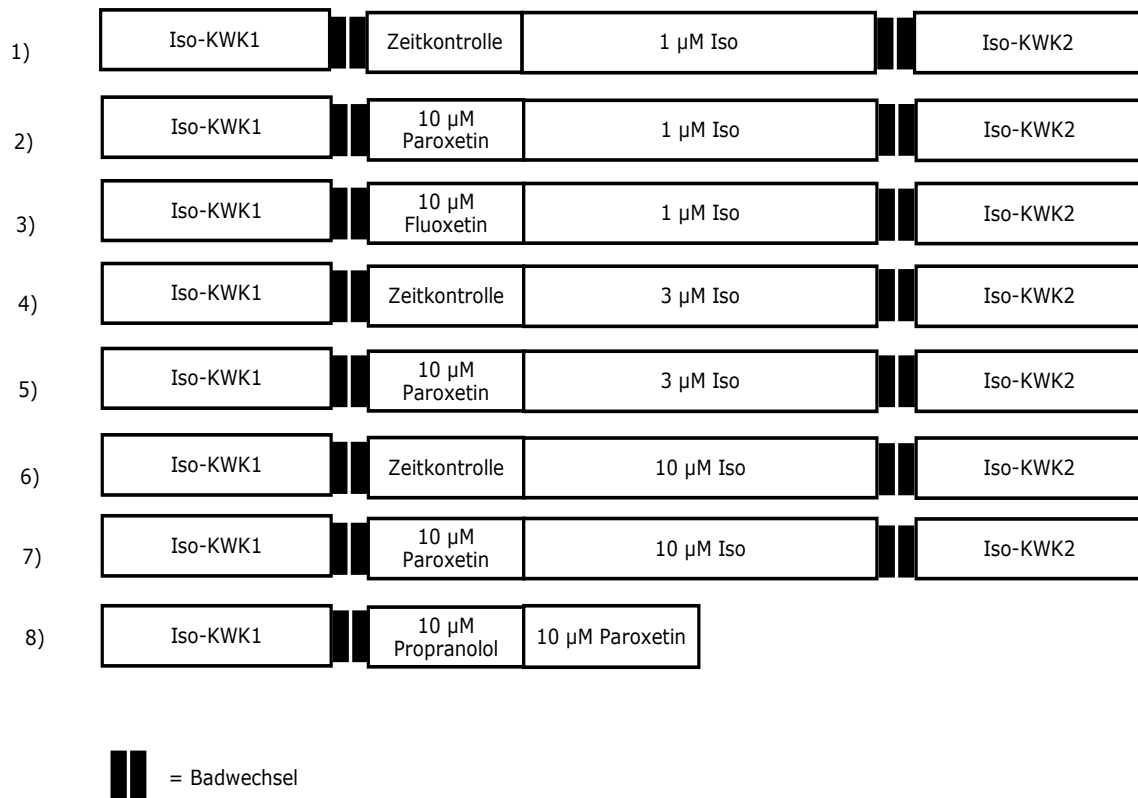 1) Iso-KWK1 Zeitkontrolle 1 µM Iso Iso-KWK2
2) Iso-KWK1 10 µM Paroxetin 1 µM Iso Iso-KWK2
3) Iso-KWK1 10 µM Fluoxetin 1 µM Iso Iso-KWK2
4) Iso-KWK1 Zeitkontrolle 3 µM Iso Iso-KWK2
5) Iso-KWK1 10 µM Paroxetin 3 µM Iso Iso-KWK2
6) Iso-KWK1 Zeitkontrolle 10 µM Iso Iso-KWK2
7) Iso-KWK1 10 µM Paroxetin 10 µM Iso Iso-KWK2
8) Iso-KWK1 10 µM Propranolol 10 µM Paroxetin
= Badwechsel